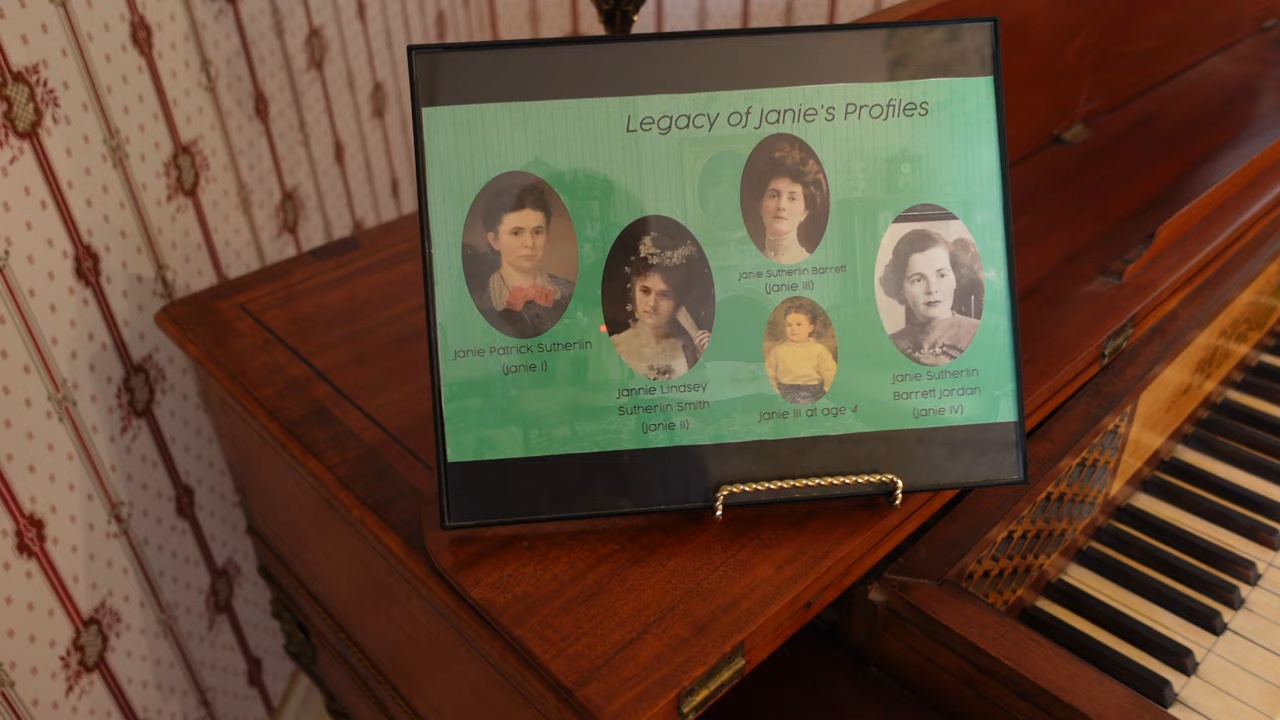 Legacy of Janie's Profiles
Janie Patrick Sutherlin
(Janie I)
Jannie Lindsey
Sutherlin Smith
(Janie II)
Janie Sutherlin Barrett
(Janie III)
Janie III at age 4
Janie Sutherlin
Barrett Jordan
(Janie IV)